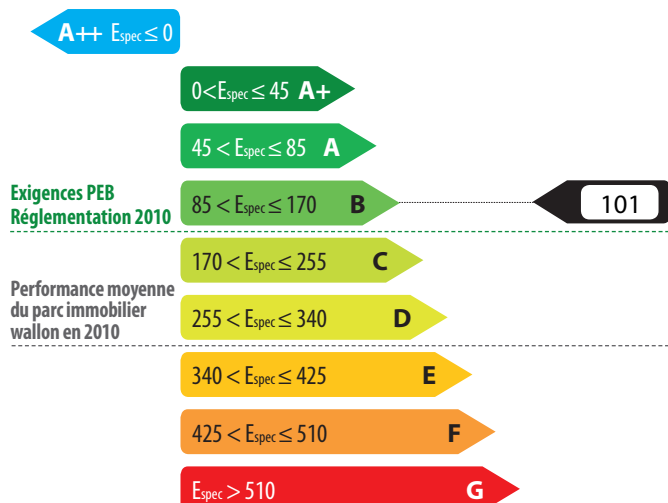 A++ Espec ≤ 0
0<Espec ≤ 45 A+
45 < Espec ≤ 85 A
Exigences PEB
Réglementation 2010
85 < Espec ≤ 170 B
101
170 < Espec ≤ 255 C
Performance moyenne
du parc immobilier
wallon en 2010
255 < Espec ≤ 340 D
340 < Espec ≤ 425 E
425 < Espec ≤ 510 F
Espec > 510 G